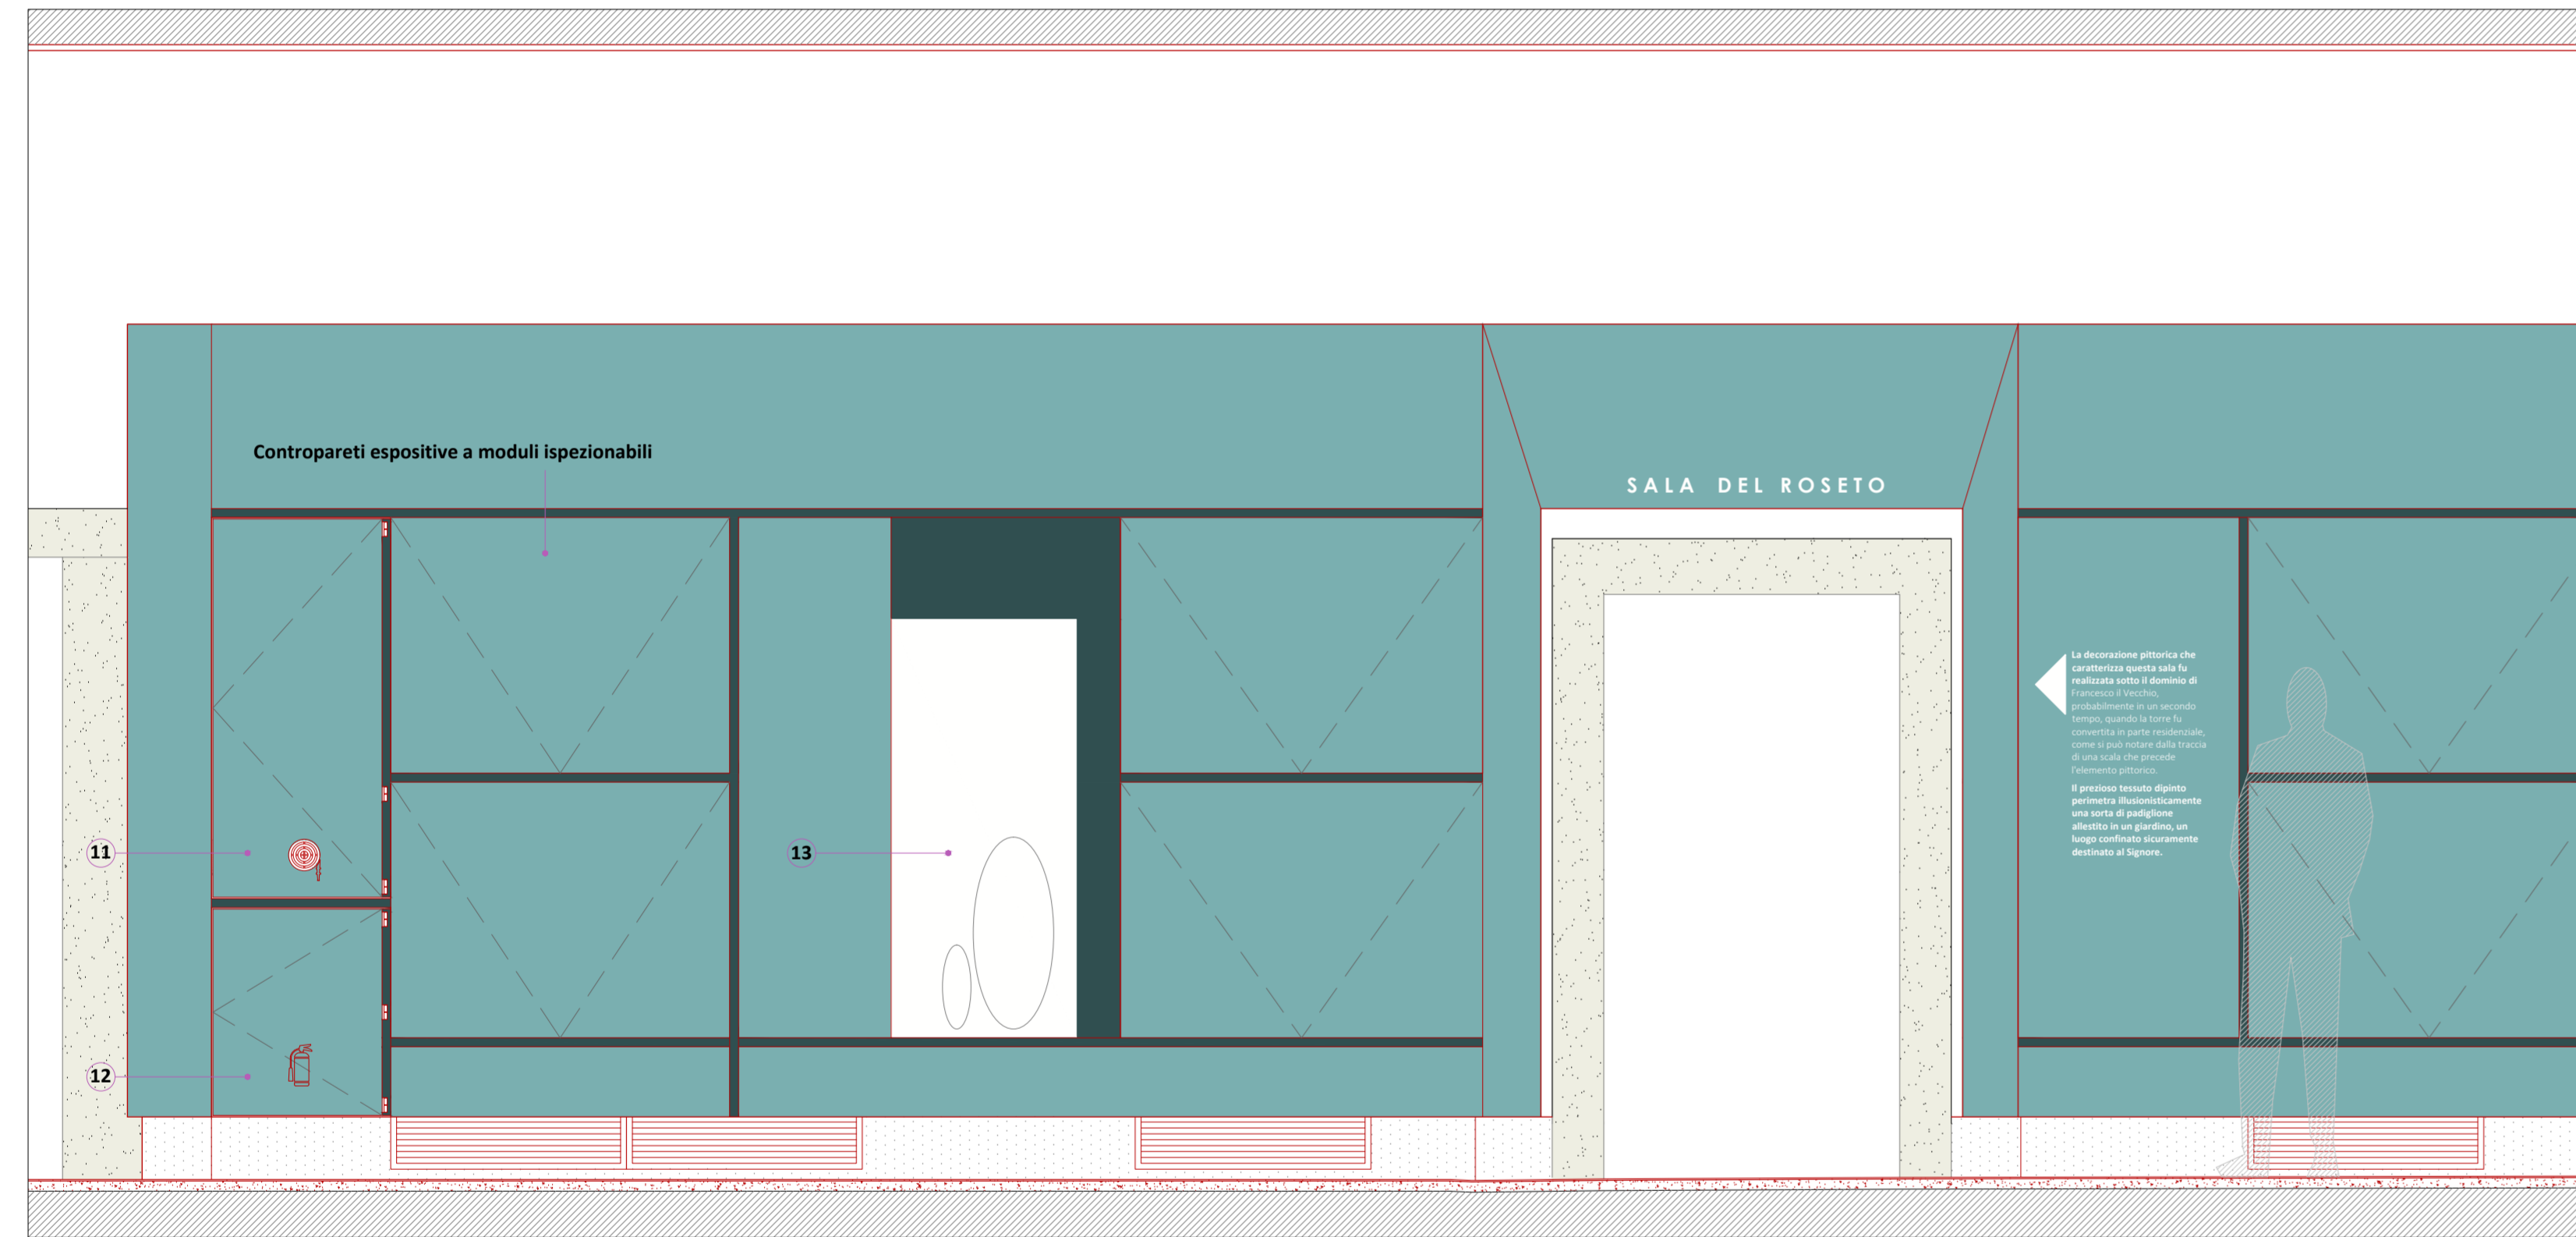 Contropareti espositive a moduli ispezionabili
SALA DEL ROSETO
La decorazione pittorica che
caratterizza questa sala fu
realizzata sotto il dominio di
Francesco il Vecchio,
probabilmente in un secondo
tempo, quando la torre fu
convertita in parte residenziale,
come si può notare dalla traccia
di una scala che precede
l'elemento pittorico.
Il prezioso tessuto dipinto
perimetra illusionisticamente
una sorta di padiglione
allestito in un giardino, un
luogo confinato sicuramente
destinato al Signore.
11
13
12